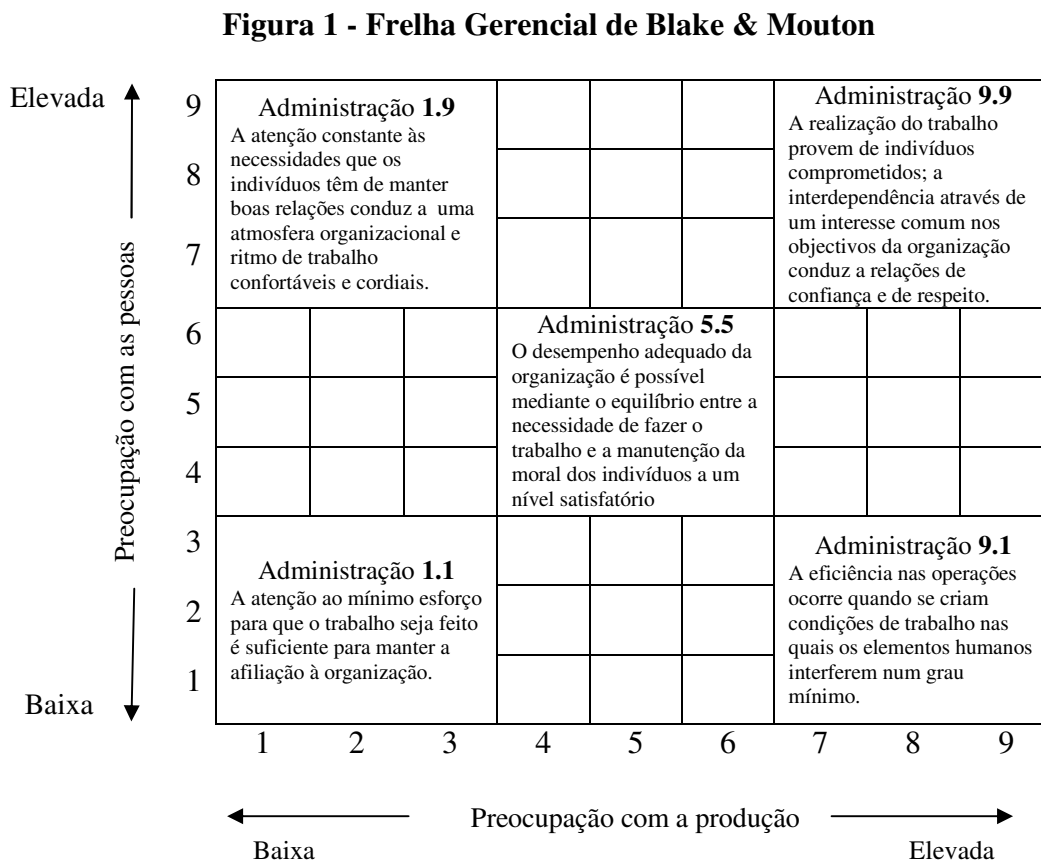 Figura 1 - Frelha Gerencial de Blake & Mouton
Elevada
Preocupação com as pessoas
Baixa
9
8
7
6
5
4
3
2
1
Administração 1.9
A atenção constante às
necessidades que os
indivíduos têm de manter
boas relações conduz a uma
atmosfera organizacional e
ritmo de trabalho
confortáveis e cordiais.
Administração 9.9
A realização do trabalho
provem de indivíduos
comprometidos; a
interdependência através de
um interesse comum nos
objectivos da organização
conduz a relações de
confiança e de respeito.
Administração 5.5
O desempenho adequado da
organização é possível
mediante o equilíbrio entre a
necessidade de fazer o
trabalho e a manutenção da
moral dos indivíduos a um
nível satisfatório
Administração 1.1
A atenção ao mínimo esforço
para que o trabalho seja feito
é suficiente para manter a
afiliação à organização.
Administração 9.1
A eficiência nas operações
ocorre quando se criam
condições de trabalho nas
quais os elementos humanos
interferem num grau
mínimo.
1 2 3 4 5 6 7 8 9
Preocupação com a produção
Baixa
Elevada